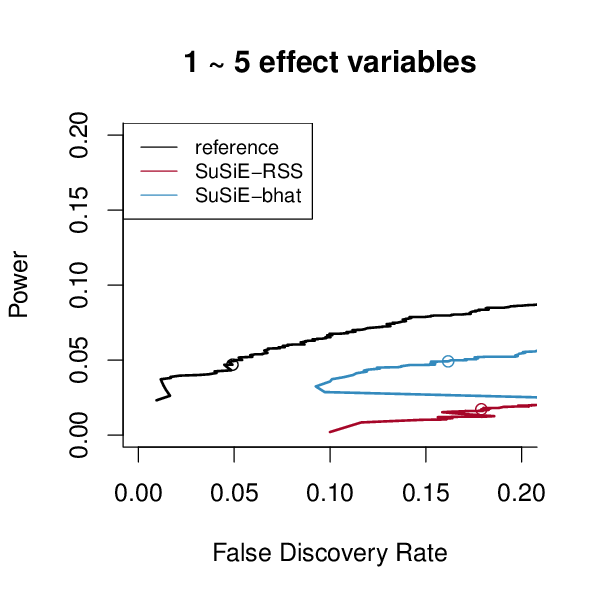 1 ~ 5 effect variables
reference
SuSiE−RSS
SuSiE−bhat
Power
0.20
0.15
0.10
0.05
0.00
0.00 0.05 0.10 0.15 0.20
False Discovery Rate